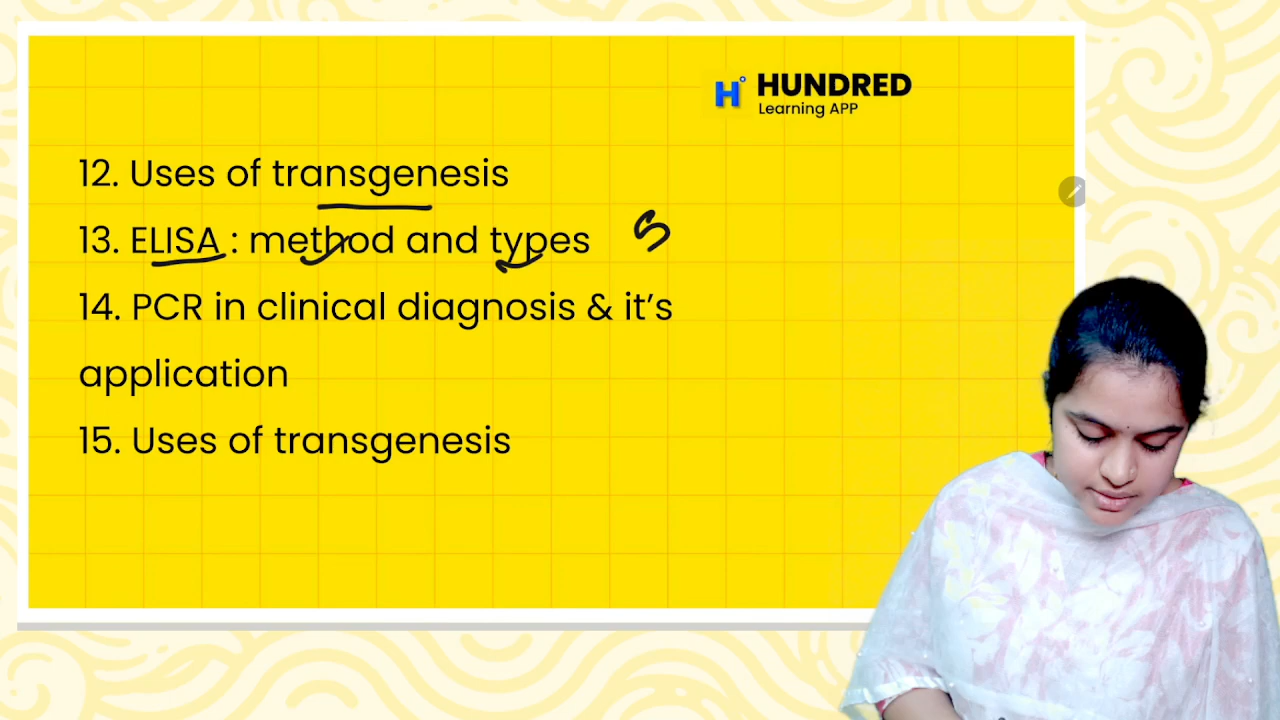 HUNDRED
Learning APP
12. Uses of transgenesis
13. ELISA : method and types
14. PCR in clinical diagnosis & it’s
application
15. Uses of transgenesis